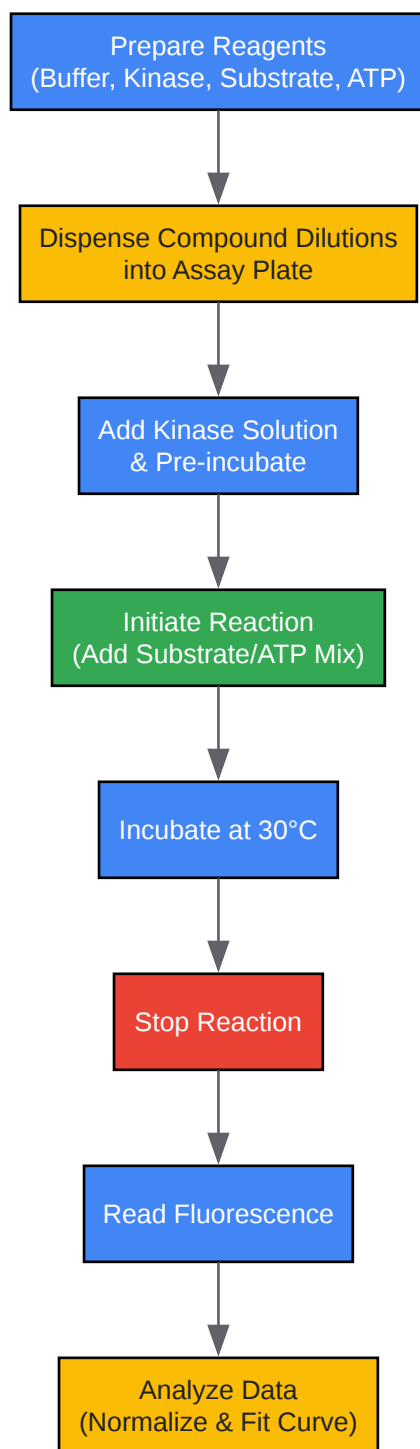 Prepare Reagents
(Buffer, Kinase, Substrate, ATP)
Dispense Compound Dilutions
into Assay Plate
Add Kinase Solution
& Pre-incubate
Initiate Reaction
(Add Substrate/ATP Mix)
Incubate at 30°C
Stop Reaction
Read Fluorescence
Analyze Data
(Normalize & Fit Curve)